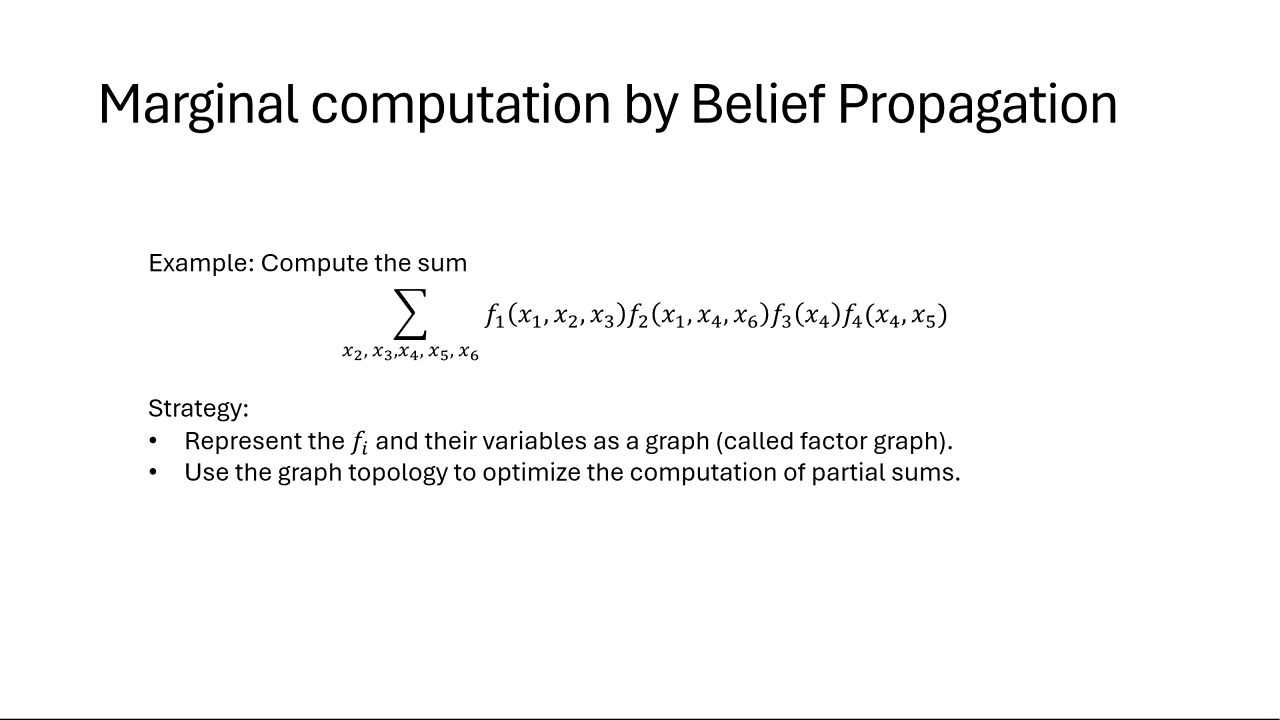 Marginal computation by Belief Propagation
Example: Compute the sum
∑ f₁(x₁, x₂, x₃)f₂(x₁, x₄, x₆)f₃(x₄)f₄(x₄, x₅)
x₂, x₃,x₄, x₅, x₆
Strategy:
• Represent the fᵢ and their variables as a graph (called factor graph).
• Use the graph topology to optimize the computation of partial sums.